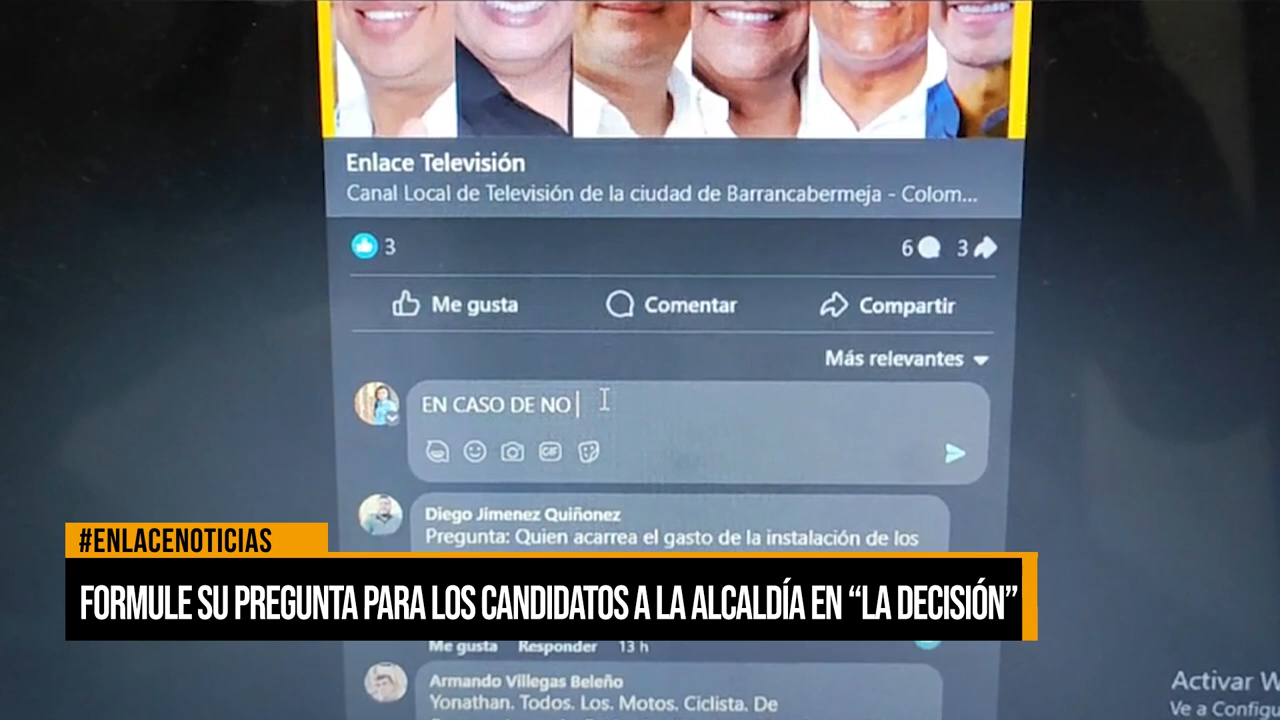 Enlace Televisión
Canal Local de Televisión de la ciudad de Barrancabermeja - Colom...
3
6 3
Me gusta Comentar Compartir
Más relevantes
EN CASO DE NO
GIF
Diego Jimenez Quiñonez
Pregunta: Quien acarrea el gasto de la instalación de los
#ENLACENOTICIAS
FORMULE SU PREGUNTA PARA LOS CANDIDATOS A LA ALCALDÍA EN “LA DECISIÓN”
Me gusta Responder 13 h
Armando Villegas Beleño
Yonathan. Todos. Los. Motos. Ciclista. De
Activar W
Ve a Configu